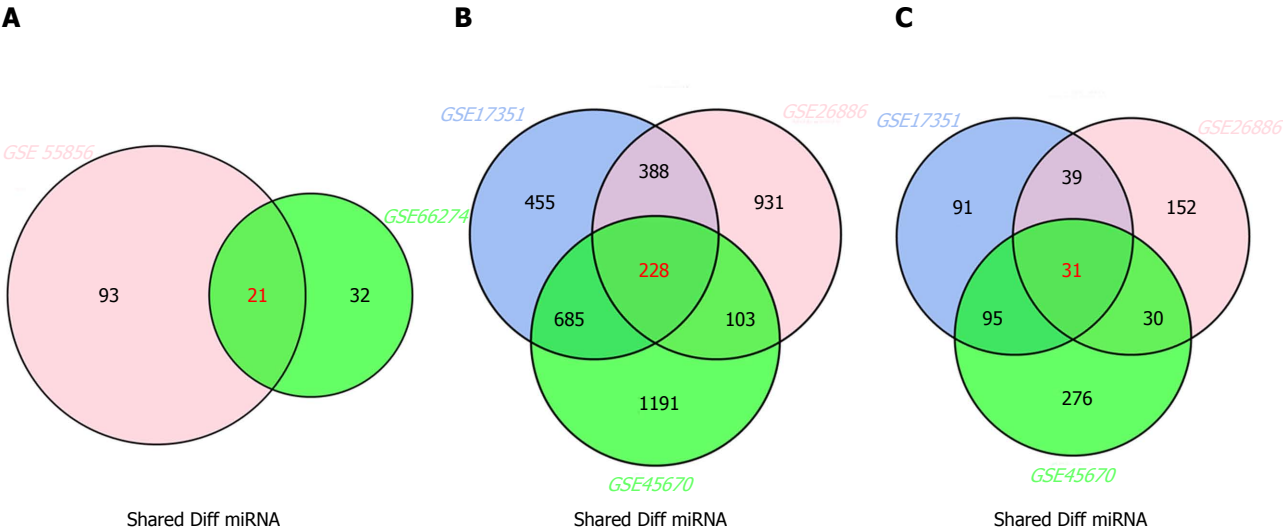 A
B
C
GSE 55856
GSE66274
93
21
32
Shared Diff miRNA
GSE17351
GSE26886
455
388
931
228
685
103
1191
GSE45670
Shared Diff miRNA
GSE17351
GSE26886
91
39
152
31
95
30
276
GSE45670
Shared Diff miRNA